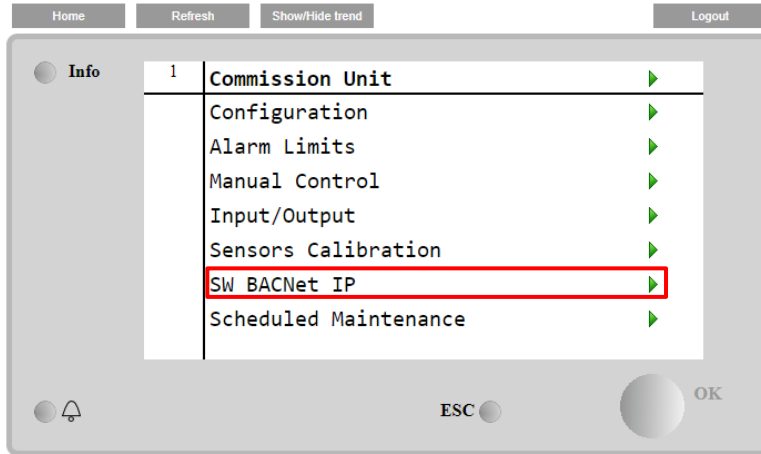 Home Refresh Show/Hide trend Logout
Info
1 Commission Unit
Configuration
Alarm Limits
Manual Control
Input/Output
Sensors Calibration
SW BACNet IP
Scheduled Maintenance
OK
ESC